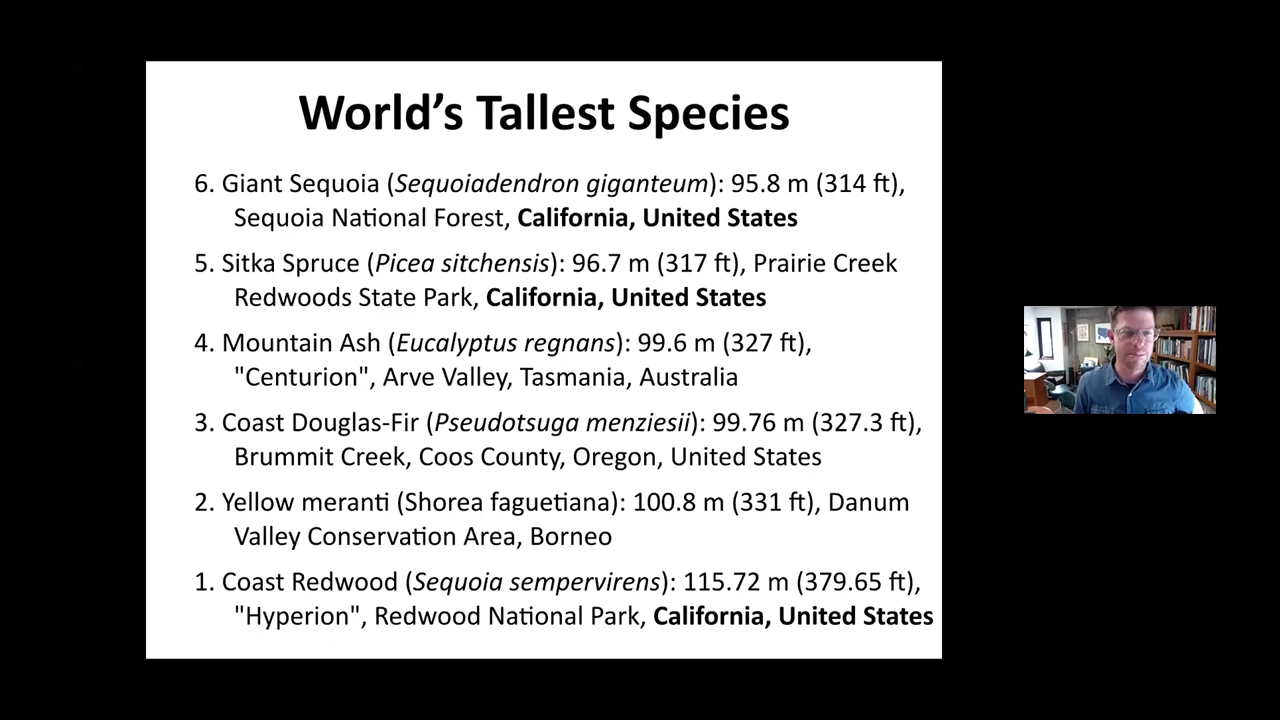 World’s Tallest Species
6. Giant Sequoia (Sequoiadendron giganteum): 95.8 m (314 ft),
Sequoia National Forest, California, United States
5. Sitka Spruce (Picea sitchensis): 96.7 m (317 ft), Prairie Creek
Redwoods State Park, California, United States
4. Mountain Ash (Eucalyptus regnans): 99.6 m (327 ft),
"Centurion", Arve Valley, Tasmania, Australia
3. Coast Douglas-Fir (Pseudotsuga menziesii): 99.76 m (327.3 ft),
Brummit Creek, Coos County, Oregon, United States
2. Yellow meranti (Shorea faguetiana): 100.8 m (331 ft), Danum
Valley Conservation Area, Borneo
1. Coast Redwood (Sequoia sempervirens): 115.72 m (379.65 ft),
"Hyperion", Redwood National Park, California, United States